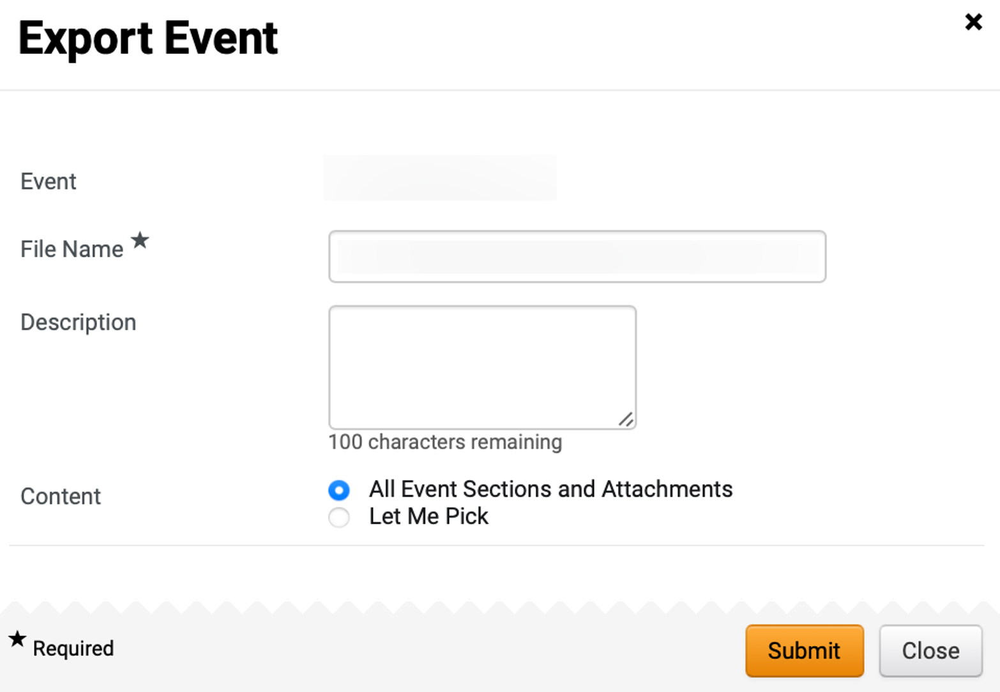 Export Event
Event
File Name ★
Description
100 characters remaining
Content
All Event Sections and Attachments
Let Me Pick
★ Required
Submit
Close